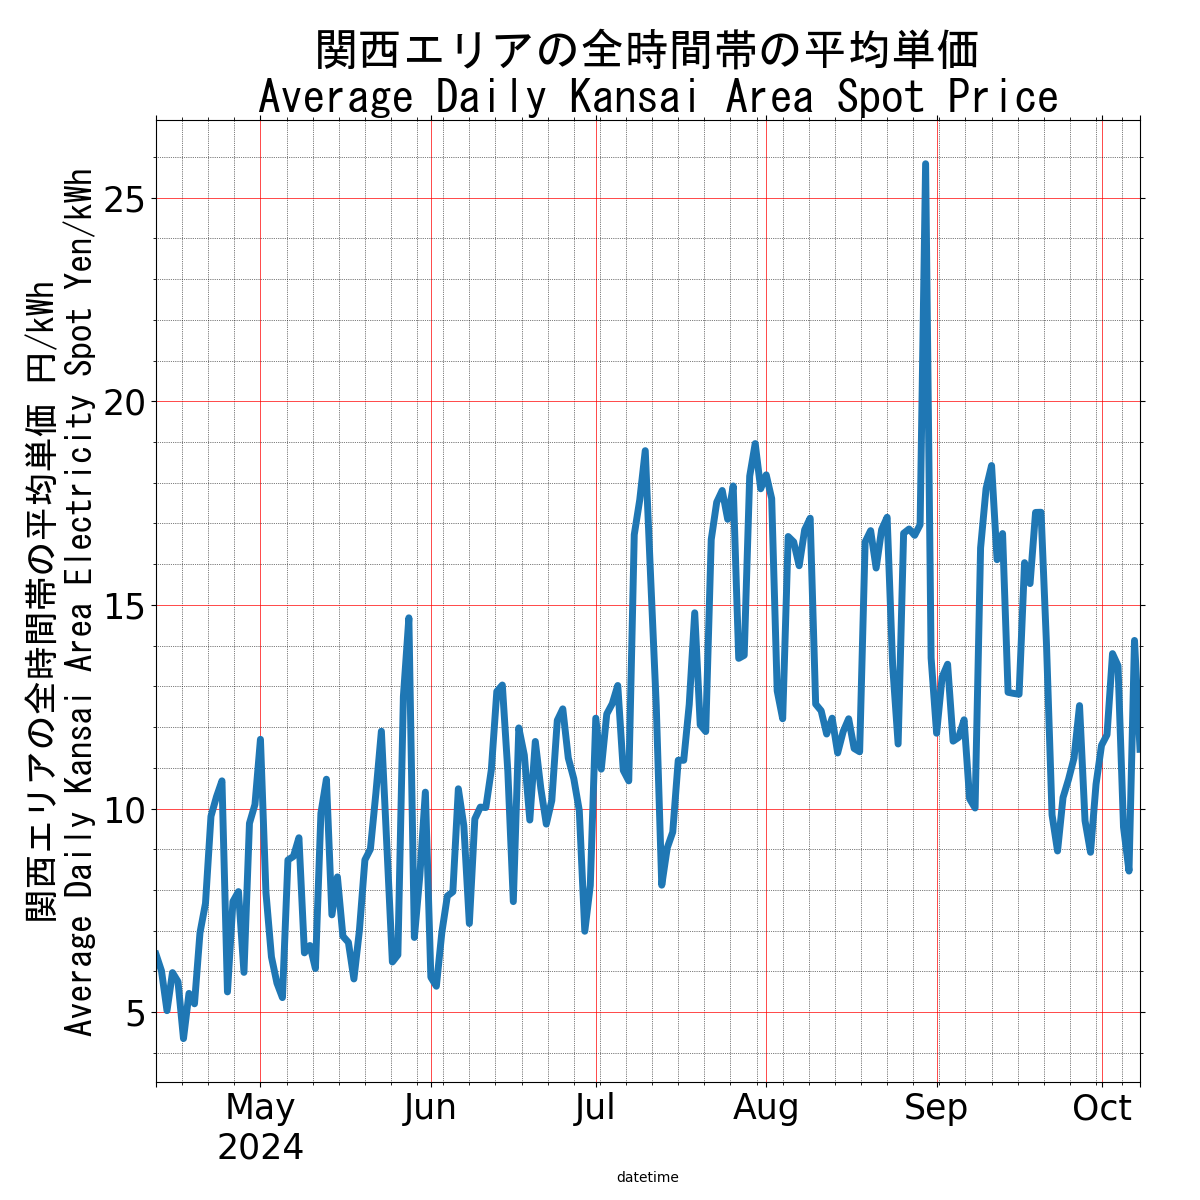 関西エリアの全時間帯の平均単価
Average Daily Kansai Area Spot Price
関西エリアの全時間帯の平均単価 円/kWh
Average Daily Kansai Area Electricity Spot Yen/kWh
25
20
15
10
5
May
2024
Jun
Jul
Aug
Sep
Oct
datetime